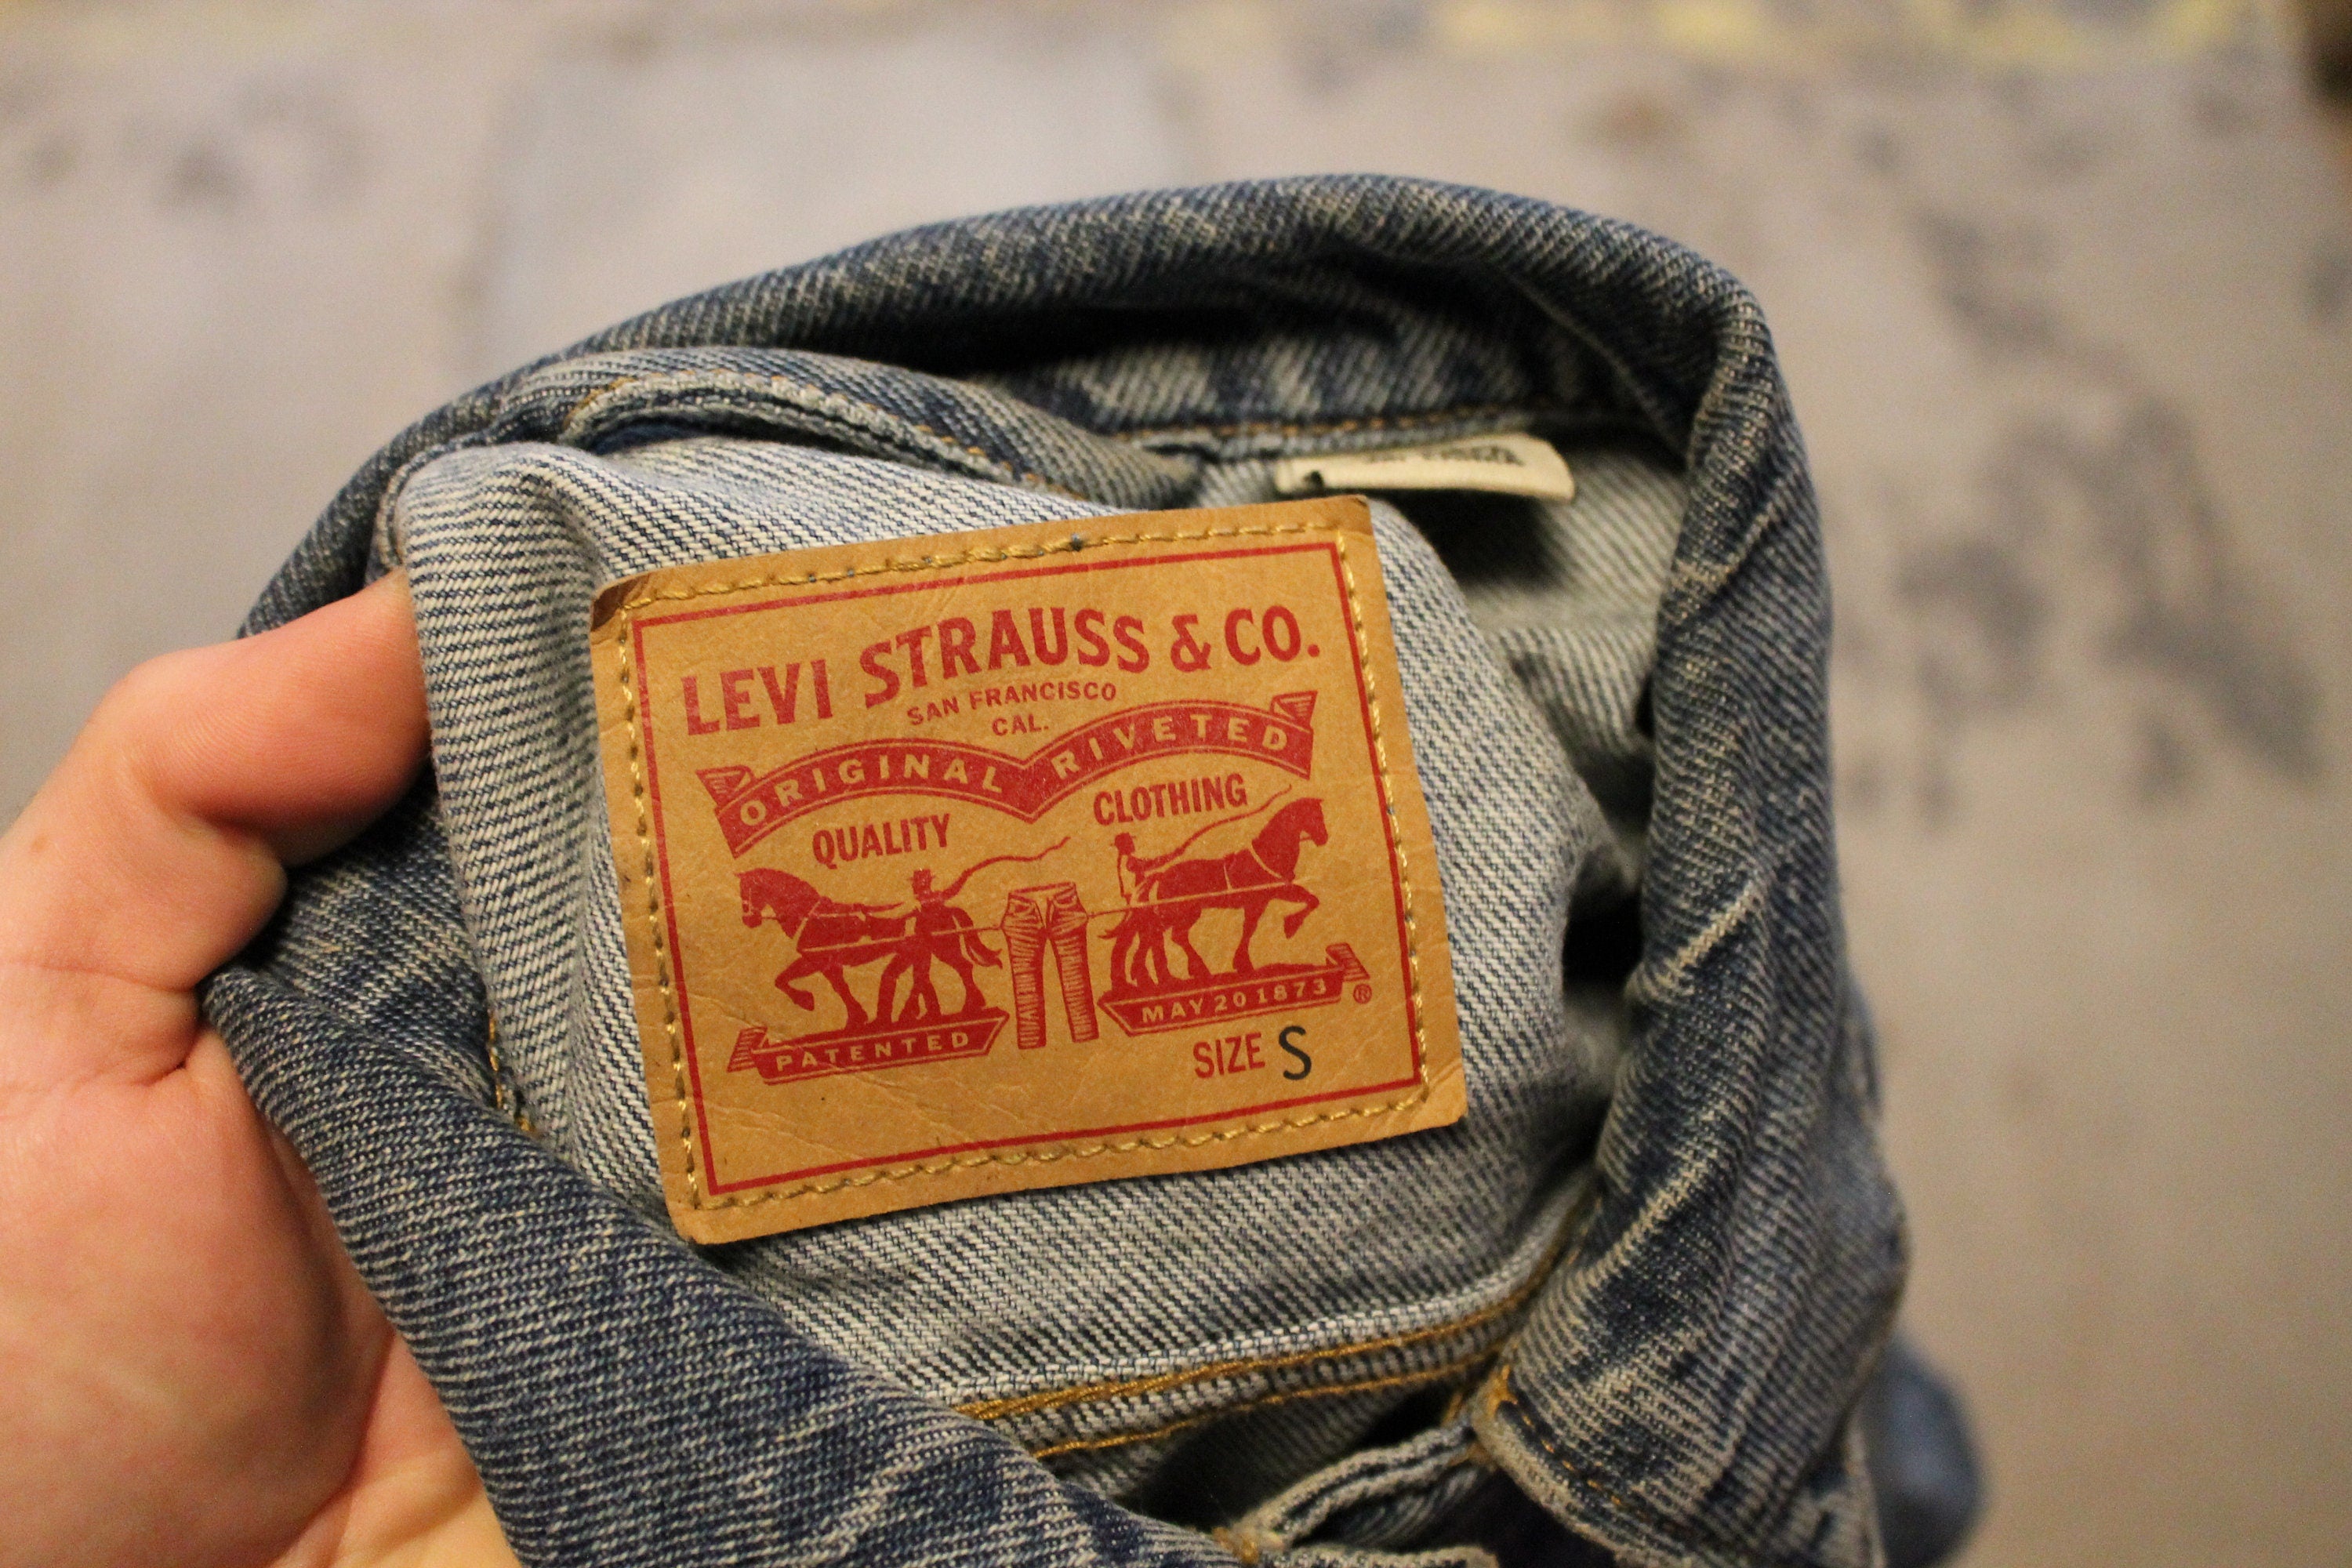 LEVI STRAUSS & CO.
SAN FRANCISCO
CAL.
ORIGINAL RIVETED
QUALITY CLOTHING
PATENTED MAY 20 1873 ®
SIZE S